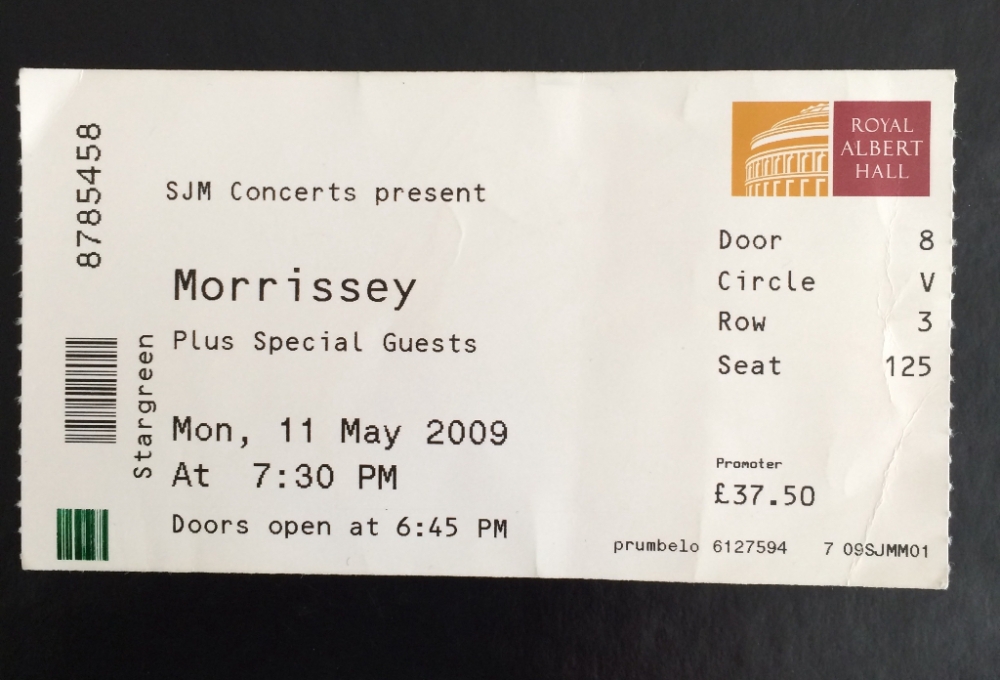 8785458
Stargreen
SJM Concerts present
Morrissey
Plus Special Guests
Mon, 11 May 2009
At 7:30 PM
Doors open at 6:45 PM
ROYAL
ALBERT
HALL
Door 8
Circle V
Row 3
Seat 125
Promoter
£37.50
prumbelo 6127594 7 09SJMM01